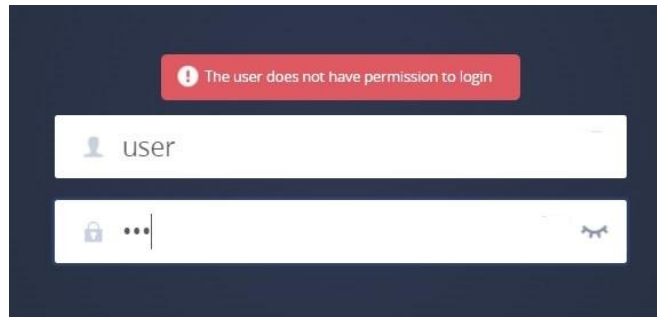 The user does not have permission to login
user
•••